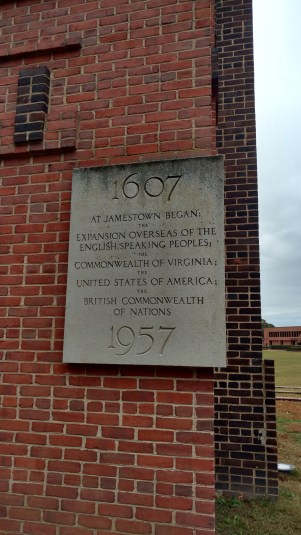 1607
AT JAMESTOWN BEGAN:
THE
EXPANSION OVERSEAS OF THE
ENGLISH SPEAKING PEOPLES;
THE
COMMONWEALTH OF VIRGINIA;
THE
UNITED STATES OF AMERICA;
THE
BRITISH COMMONWEALTH
OF NATIONS
1957